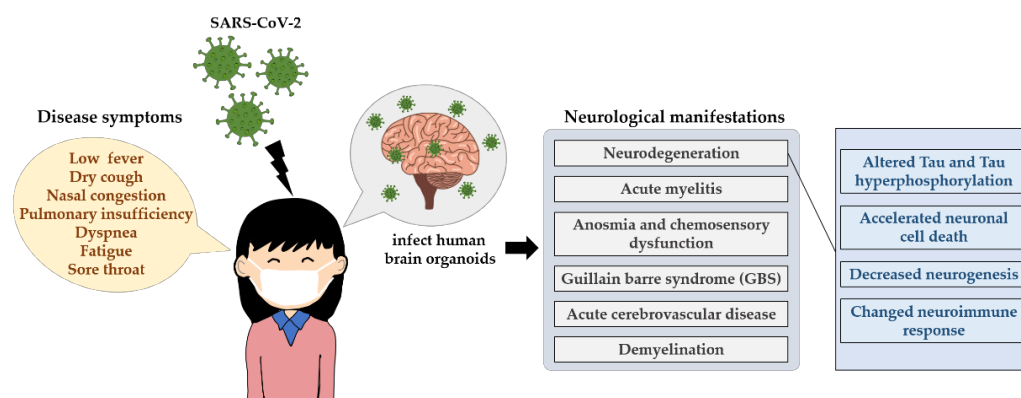 SARS-CoV-2
Disease symptoms
Low fever
Dry cough
Nasal congestion
Pulmonary insufficiency
Dyspnea
Fatigue
Sore throat
infect human
brain organoids
Neurological manifestations
Neurodegeneration
Acute myelitis
Anosmia and chemosensory
dysfunction
Guillain barre syndrome (GBS)
Acute cerebrovascular disease
Demyelination
Altered Tau and Tau
hyperphosphorylation
Accelerated neuronal
cell death
Decreased neurogenesis
Changed neuroimmune
response